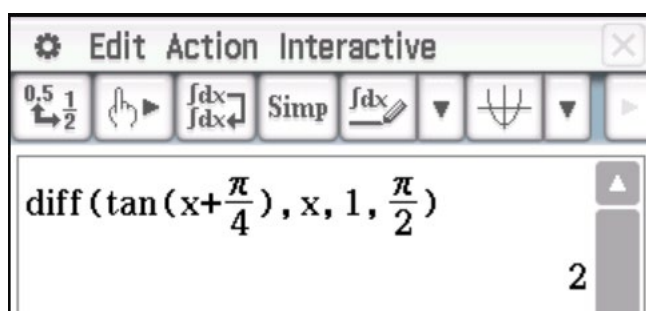 Edit Action Interactive
0.5 1/2 ∫dx ∫dx Simp ∫dx
diff(tan(x+π/4),x,1,π/2)
2